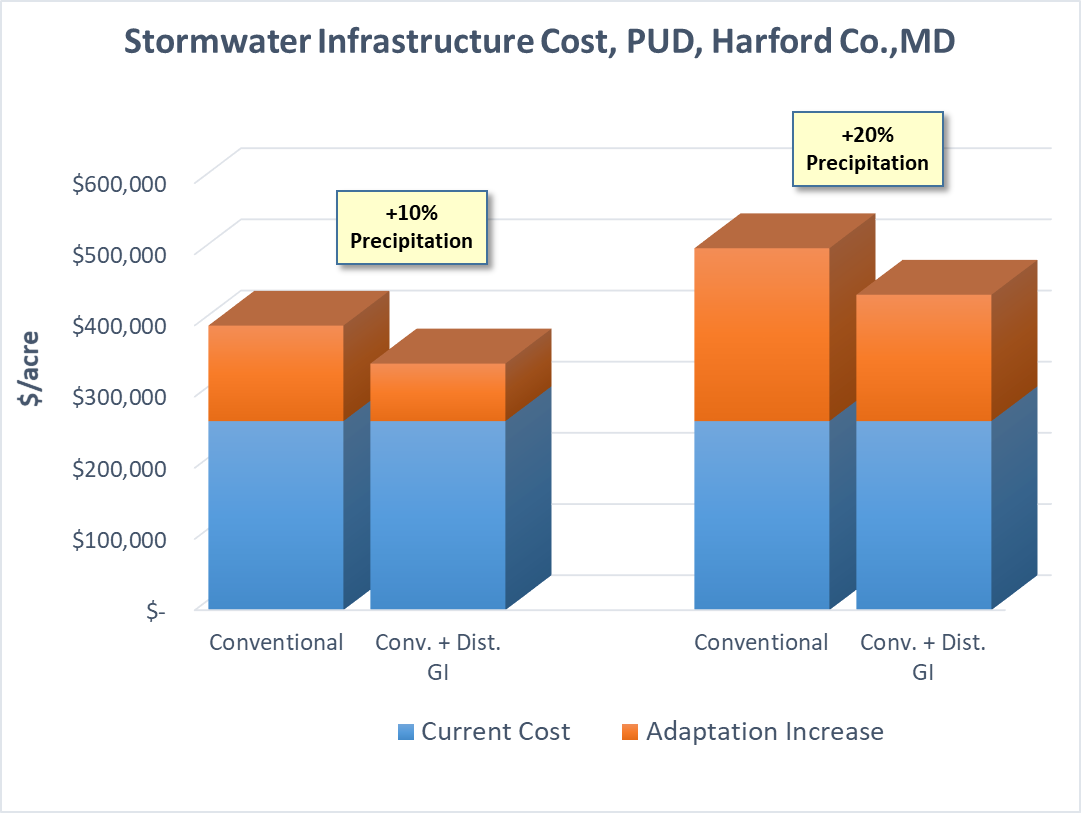 Stormwater Infrastructure Cost, PUD, Harford Co.,MD
+20%
Precipitation
+10%
Precipitation
$/acre
$600,000
$500,000
$400,000
$300,000
$200,000
$100,000
$-
Conventional
Conv. + Dist.
GI
Conventional
Conv. + Dist.
GI
Current Cost
Adaptation Increase